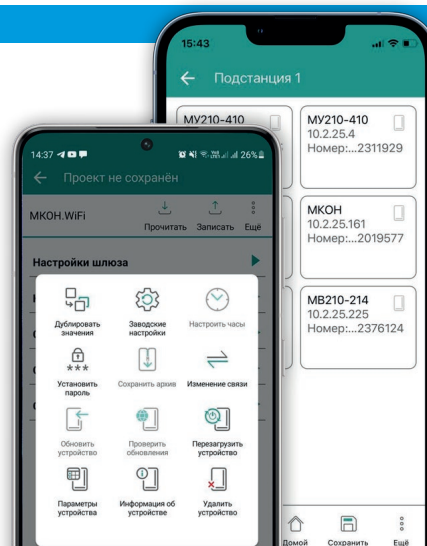 15:43
Подстанция 1
МУ210-410
МУ210-410
10.2.25.4
Номер:...2311929
МКОН
10.2.25.161
Номер:...2019577
МВ210-214
10.2.25.225
Номер:...2376124
Домой
Сохранить
Ещё
14:37
26%
Проект не сохранён
МКОН.WiFi
Прочитать
Записать
Ещё
Настройки шлюза
Дублировать
значения
Заводские
настройки
Настроить часы
Установить
пароль
Сохранить архив
Изменение связи
Обновить
устройство
Проверить
обновления
Перезагрузить
устройство
Параметры
устройства
Информация об
устройстве
Удалить
устройство